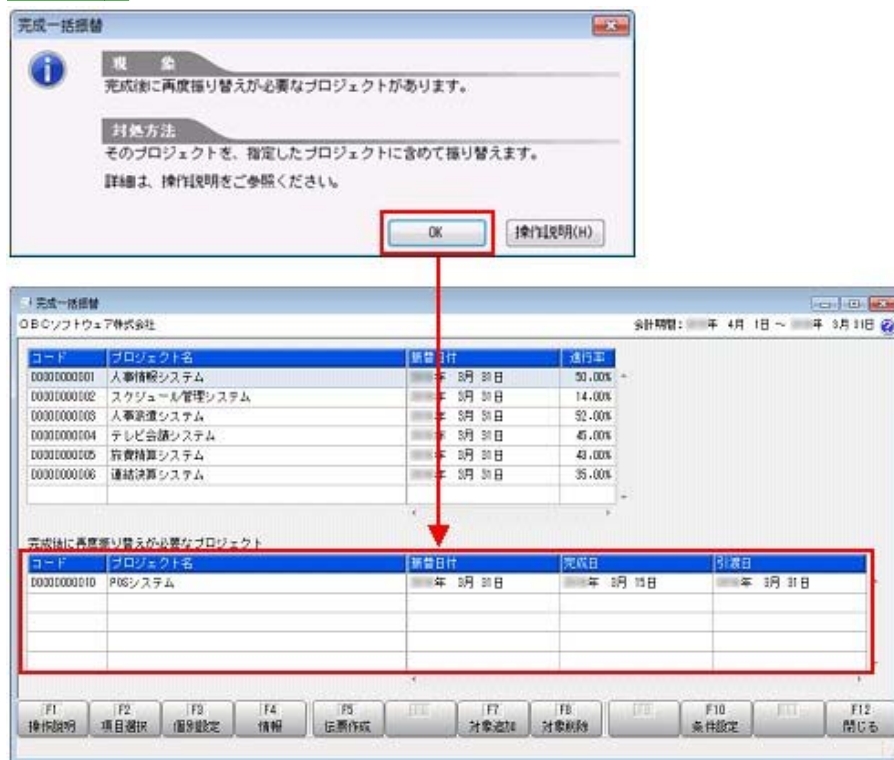 完成一括振替
現 象
完成後に再度振り替えが必要なプロジェクトがあります。
対処方法
そのプロジェクトを、指定したプロジェクトに含めて振り替えます。
詳細は、操作説明をご参照ください。
OK 操作説明(H)
完成一括振替
OBCソフトウェア株式会社 会計期間: 年 4月 1日 ~ 年 3月31日
コード プロジェクト名 振替日付 進行率
00000000001 人事情報システム 年 3月 31日 50.00%
00000000002 スケジュール管理システム 年 3月 31日 14.00%
00000000003 人事派遣システム 年 3月 31日 52.00%
00000000004 テレビ会議システム 年 3月 31日 45.00%
00000000005 旅費精算システム 年 3月 31日 43.00%
00000000006 連結決算システム 年 3月 31日 35.00%
完成後に再度振り替えが必要なプロジェクト
コード プロジェクト名 振替日付 完成日 引渡日
00000000010 POSシステム 年 3月 31日 年 3月 15日 年 3月 31日
F1 F2 F3 F4 F5 F7 F8 F10 F12
操作説明 項目選択 個別設定 情報 伝票作成 対象追加 対象削除 条件設定 閉じる